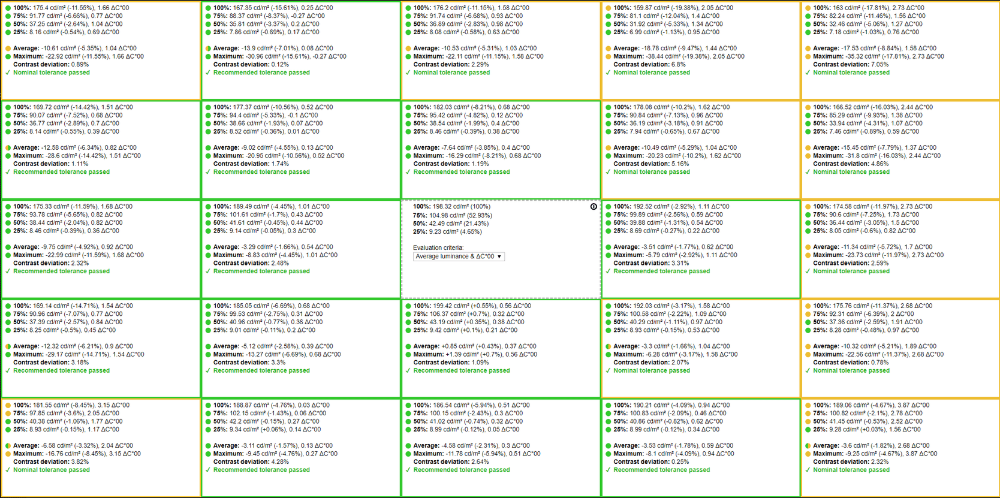 100%: 175.4 cd/m² (-11.55%), 1.66 ΔC*00
75%: 91.77 cd/m² (-6.66%), 0.77 ΔC*00
50%: 37.25 cd/m² (-2.64%), 1.04 ΔC*00
25%: 8.16 cd/m² (-0.54%), 0.69 ΔC*00
Average: -10.61 cd/m² (-5.35%), 1.04 ΔC*00
Maximum: -22.92 cd/m² (-11.55%), 1.66 ΔC*00
Contrast deviation: 0.89%
✓ Nominal tolerance passed
100%: 167.35 cd/m² (-15.61%), 0.25 ΔC*00
75%: 88.37 cd/m² (-8.37%), -0.27 ΔC*00
50%: 35.81 cd/m² (-3.37%), 0.2 ΔC*00
25%: 7.86 cd/m² (-0.69%), 0.17 ΔC*00
Average: -13.9 cd/m² (-7.01%), 0.08 ΔC*00
Maximum: -30.96 cd/m² (-15.61%), -0.27 ΔC*00
Contrast deviation: 0.12%
✓ Recommended tolerance passed
100%: 176.2 cd/m² (-11.15%), 1.58 ΔC*00
75%: 91.74 cd/m² (-6.68%), 0.93 ΔC*00
50%: 36.89 cd/m² (-2.83%), 0.98 ΔC*00
25%: 8.08 cd/m² (-0.58%), 0.63 ΔC*00
Average: -10.53 cd/m² (-5.31%), 1.03 ΔC*00
Maximum: -22.11 cd/m² (-11.15%), 1.58 ΔC*00
Contrast deviation: 2.29%
✓ Nominal tolerance passed
100%: 159.87 cd/m² (-19.38%), 2.05 ΔC*00
75%: 81.1 cd/m² (-12.04%), 1.4 ΔC*00
50%: 31.92 cd/m² (-5.33%), 1.34 ΔC*00
25%: 6.99 cd/m² (-1.13%), 0.95 ΔC*00
Average: -18.78 cd/m² (-9.47%), 1.44 ΔC*00
Maximum: -38.44 cd/m² (-19.38%), 2.05 ΔC*00
Contrast deviation: 6.8%
✓ Nominal tolerance passed
100%: 163 cd/m² (-17.81%), 2.73 ΔC*00
75%: 82.24 cd/m² (-11.46%), 1.56 ΔC*00
50%: 32.46 cd/m² (-5.06%), 1.27 ΔC*00
25%: 7.18 cd/m² (-1.03%), 0.76 ΔC*00
Average: -17.53 cd/m² (-8.84%), 1.58 ΔC*00
Maximum: -35.32 cd/m² (-17.81%), 2.73 ΔC*00
Contrast deviation: 7.05%
✓ Nominal tolerance passed
100%: 169.72 cd/m² (-14.42%), 1.51 ΔC*00
75%: 90.07 cd/m² (-7.52%), 0.68 ΔC*00
50%: 36.77 cd/m² (-2.89%), 0.7 ΔC*00
25%: 8.14 cd/m² (-0.55%), 0.39 ΔC*00
Average: -12.58 cd/m² (-6.34%), 0.82 ΔC*00
Maximum: -28.6 cd/m² (-14.42%), 1.51 ΔC*00
Contrast deviation: 1.11%
✓ Recommended tolerance passed
100%: 177.37 cd/m² (-10.56%), 0.52 ΔC*00
75%: 94.4 cd/m² (-5.33%), -0.1 ΔC*00
50%: 38.66 cd/m² (-1.93%), 0.07 ΔC*00
25%: 8.52 cd/m² (-0.36%), 0.01 ΔC*00
Average: -9.02 cd/m² (-4.55%), 0.13 ΔC*00
Maximum: -20.95 cd/m² (-10.56%), 0.52 ΔC*00
Contrast deviation: 1.74%
✓ Recommended tolerance passed
100%: 182.03 cd/m² (-8.21%), 0.68 ΔC*00
75%: 95.42 cd/m² (-4.82%), 0.12 ΔC*00
50%: 38.54 cd/m² (-1.99%), 0.4 ΔC*00
25%: 8.46 cd/m² (-0.39%), 0.38 ΔC*00
Average: -7.64 cd/m² (-3.85%), 0.4 ΔC*00
Maximum: -16.29 cd/m² (-8.21%), 0.68 ΔC*00
Contrast deviation: 1.19%
✓ Recommended tolerance passed
100%: 178.08 cd/m² (-10.2%), 1.62 ΔC*00
75%: 90.84 cd/m² (-7.13%), 0.96 ΔC*00
50%: 36.19 cd/m² (-3.18%), 0.91 ΔC*00
25%: 7.94 cd/m² (-0.65%), 0.67 ΔC*00
Average: -10.49 cd/m² (-5.29%), 1.04 ΔC*00
Maximum: -20.23 cd/m² (-10.2%), 1.62 ΔC*00
Contrast deviation: 5.16%
✓ Nominal tolerance passed
100%: 166.52 cd/m² (-16.03%), 2.44 ΔC*00
75%: 85.29 cd/m² (-9.93%), 1.38 ΔC*00
50%: 33.94 cd/m² (-4.31%), 1.07 ΔC*00
25%: 7.46 cd/m² (-0.89%), 0.59 ΔC*00
Average: -15.45 cd/m² (-7.79%), 1.37 ΔC*00
Maximum: -31.8 cd/m² (-16.03%), 2.44 ΔC*00
Contrast deviation: 4.86%
✓ Nominal tolerance passed
100%: 175.33 cd/m² (-11.59%), 1.68 ΔC*00
75%: 93.78 cd/m² (-5.65%), 0.82 ΔC*00
50%: 38.44 cd/m² (-2.04%), 0.82 ΔC*00
25%: 8.46 cd/m² (-0.39%), 0.36 ΔC*00
Average: -9.75 cd/m² (-4.92%), 0.92 ΔC*00
Maximum: -22.99 cd/m² (-11.59%), 1.68 ΔC*00
Contrast deviation: 2.32%
✓ Recommended tolerance passed
100%: 189.49 cd/m² (-4.45%), 1.01 ΔC*00
75%: 101.61 cd/m² (-1.7%), 0.43 ΔC*00
50%: 41.61 cd/m² (-0.45%), 0.44 ΔC*00
25%: 9.14 cd/m² (-0.05%), 0.3 ΔC*00
Average: -3.29 cd/m² (-1.66%), 0.54 ΔC*00
Maximum: -8.83 cd/m² (-4.45%), 1.01 ΔC*00
Contrast deviation: 2.48%
✓ Recommended tolerance passed
100%: 198.32 cd/m² (100%)
75%: 104.98 cd/m² (52.93%)
50%: 42.49 cd/m² (21.43%)
25%: 9.23 cd/m² (4.65%)
Evaluation criteria:
Average luminance & ΔC*00 ▼
100%: 192.52 cd/m² (-2.92%), 1.11 ΔC*00
75%: 99.89 cd/m² (-2.56%), 0.59 ΔC*00
50%: 39.88 cd/m² (-1.31%), 0.54 ΔC*00
25%: 8.69 cd/m² (-0.27%), 0.22 ΔC*00
Average: -3.51 cd/m² (-1.77%), 0.62 ΔC*00
Maximum: -5.79 cd/m² (-2.92%), 1.11 ΔC*00
Contrast deviation: 3.31%
✓ Recommended tolerance passed
100%: 174.58 cd/m² (-11.97%), 2.73 ΔC*00
75%: 90.6 cd/m² (-7.25%), 1.73 ΔC*00
50%: 36.44 cd/m² (-3.05%), 1.5 ΔC*00
25%: 8.05 cd/m² (-0.6%), 0.82 ΔC*00
Average: -11.34 cd/m² (-5.72%), 1.7 ΔC*00
Maximum: -23.73 cd/m² (-11.97%), 2.73 ΔC*00
Contrast deviation: 2.59%
✓ Nominal tolerance passed
100%: 169.14 cd/m² (-14.71%), 1.54 ΔC*00
75%: 90.96 cd/m² (-7.07%), 0.77 ΔC*00
50%: 37.39 cd/m² (-2.57%), 0.84 ΔC*00
25%: 8.25 cd/m² (-0.5%), 0.45 ΔC*00
Average: -12.32 cd/m² (-6.21%), 0.9 ΔC*00
Maximum: -29.17 cd/m² (-14.71%), 1.54 ΔC*00
Contrast deviation: 3.18%
✓ Recommended tolerance passed
100%: 185.05 cd/m² (-6.69%), 0.68 ΔC*00
75%: 99.53 cd/m² (-2.75%), 0.31 ΔC*00
50%: 40.96 cd/m² (-0.77%), 0.36 ΔC*00
25%: 9.01 cd/m² (-0.11%), 0.2 ΔC*00
Average: -5.12 cd/m² (-2.58%), 0.39 ΔC*00
Maximum: -13.27 cd/m² (-6.69%), 0.68 ΔC*00
Contrast deviation: 3.3%
✓ Recommended tolerance passed
100%: 199.42 cd/m² (+0.55%), 0.56 ΔC*00
75%: 106.37 cd/m² (+0.7%), 0.32 ΔC*00
50%: 43.19 cd/m² (+0.35%), 0.38 ΔC*00
25%: 9.42 cd/m² (+0.1%), 0.21 ΔC*00
Average: +0.85 cd/m² (+0.43%), 0.37 ΔC*00
Maximum: +1.39 cd/m² (+0.7%), 0.56 ΔC*00
Contrast deviation: 1.09%
✓ Recommended tolerance passed
100%: 192.03 cd/m² (-3.17%), 1.58 ΔC*00
75%: 100.58 cd/m² (-2.22%), 1.09 ΔC*00
50%: 40.29 cd/m² (-1.11%), 0.97 ΔC*00
25%: 8.93 cd/m² (-0.15%), 0.53 ΔC*00
Average: -3.3 cd/m² (-1.66%), 1.04 ΔC*00
Maximum: -6.28 cd/m² (-3.17%), 1.58 ΔC*00
Contrast deviation: 2.07%
✓ Nominal tolerance passed
100%: 175.76 cd/m² (-11.37%), 2.68 ΔC*00
75%: 92.31 cd/m² (-6.39%), 2 ΔC*00
50%: 37.36 cd/m² (-2.59%), 1.91 ΔC*00
25%: 8.28 cd/m² (-0.48%), 0.97 ΔC*00
Average: -10.32 cd/m² (-5.21%), 1.89 ΔC*00
Maximum: -22.56 cd/m² (-11.37%), 2.68 ΔC*00
Contrast deviation: 0.78%
✓ Nominal tolerance passed
100%: 181.55 cd/m² (-8.45%), 3.15 ΔC*00
75%: 97.85 cd/m² (-3.6%), 2.05 ΔC*00
50%: 40.38 cd/m² (-1.06%), 1.77 ΔC*00
25%: 8.93 cd/m² (-0.15%), 1.17 ΔC*00
Average: -6.58 cd/m² (-3.32%), 2.04 ΔC*00
Maximum: -16.76 cd/m² (-8.45%), 3.15 ΔC*00
Contrast deviation: 3.82%
✓ Nominal tolerance passed
100%: 188.87 cd/m² (-4.76%), 0.03 ΔC*00
75%: 102.15 cd/m² (-1.43%), 0.06 ΔC*00
50%: 42.2 cd/m² (-0.15%), 0.27 ΔC*00
25%: 9.34 cd/m² (+0.06%), 0.14 ΔC*00
Average: -3.11 cd/m² (-1.57%), 0.13 ΔC*00
Maximum: -9.45 cd/m² (-4.76%), 0.27 ΔC*00
Contrast deviation: 4.28%
✓ Recommended tolerance passed
100%: 186.54 cd/m² (-5.94%), 0.51 ΔC*00
75%: 100.15 cd/m² (-2.43%), 0.3 ΔC*00
50%: 41.02 cd/m² (-0.74%), 0.32 ΔC*00
25%: 8.99 cd/m² (-0.12%), 0.05 ΔC*00
Average: -4.58 cd/m² (-2.31%), 0.3 ΔC*00
Maximum: -11.78 cd/m² (-5.94%), 0.51 ΔC*00
Contrast deviation: 2.64%
✓ Recommended tolerance passed
100%: 190.21 cd/m² (-4.09%), 0.94 ΔC*00
75%: 100.83 cd/m² (-2.09%), 0.46 ΔC*00
50%: 40.86 cd/m² (-0.82%), 0.62 ΔC*00
25%: 8.99 cd/m² (-0.12%), 0.34 ΔC*00
Average: -3.53 cd/m² (-1.78%), 0.59 ΔC*00
Maximum: -8.1 cd/m² (-4.09%), 0.94 ΔC*00
Contrast deviation: 0.25%
✓ Recommended tolerance passed
100%: 189.06 cd/m² (-4.67%), 3.87 ΔC*00
75%: 100.82 cd/m² (-2.1%), 2.78 ΔC*00
50%: 41.45 cd/m² (-0.53%), 2.52 ΔC*00
25%: 9.28 cd/m² (+0.03%), 1.56 ΔC*00
Average: -3.6 cd/m² (-1.82%), 2.68 ΔC*00
Maximum: -9.25 cd/m² (-4.67%), 3.87 ΔC*00
Contrast deviation: 2.32%
✓ Nominal tolerance passed